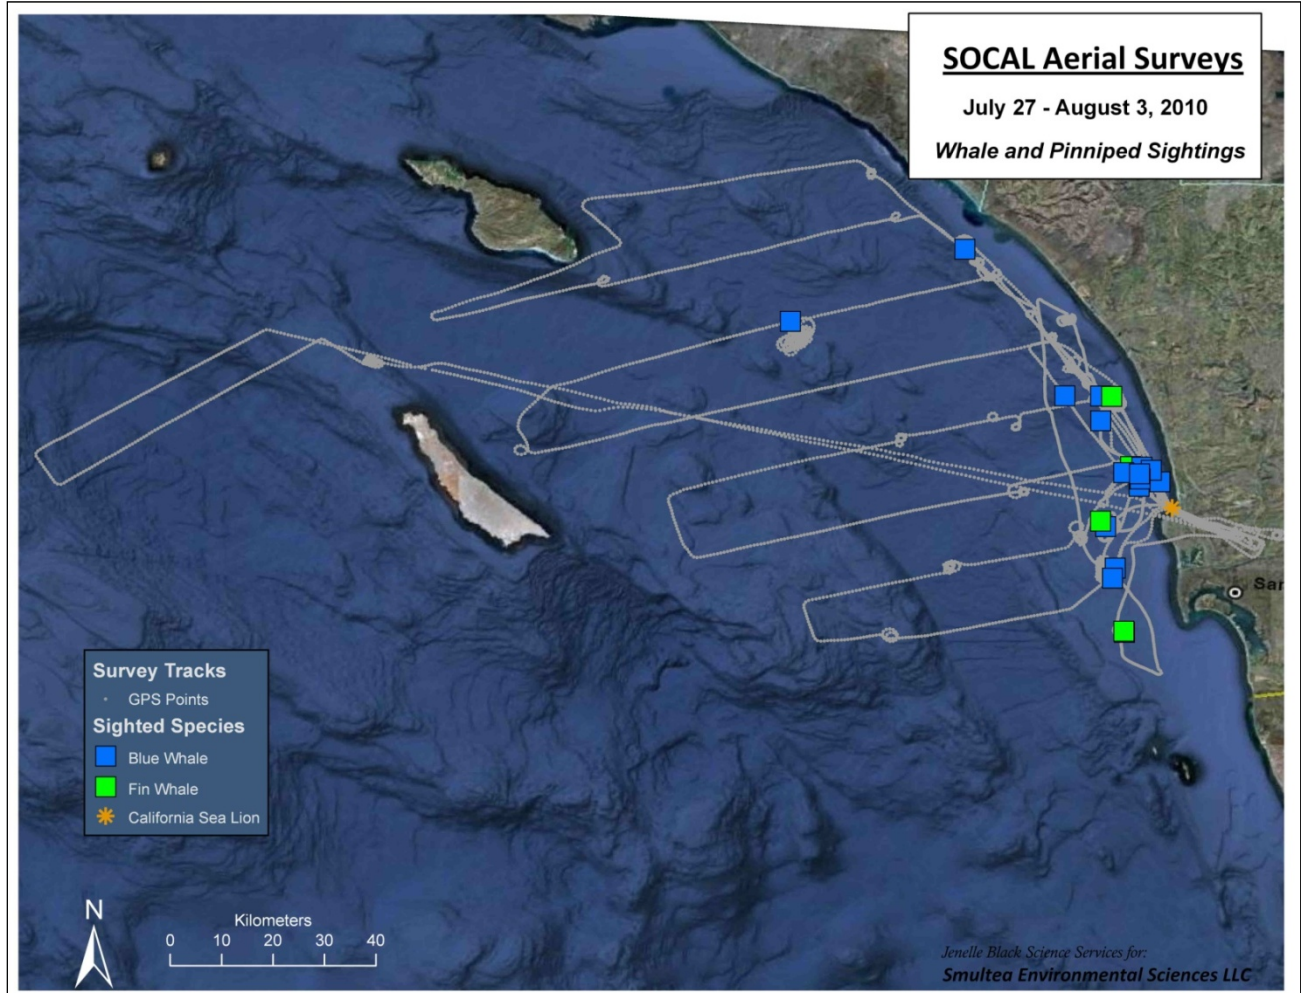 SOCAL Aerial Surveys
July 27 - August 3, 2010
Whale and Pinniped Sightings
San
Survey Tracks
GPS Points
Sighted Species
Blue Whale
Fin Whale
California Sea Lion
N
Kilometers
0 10 20 30 40
Jenelle Black Science Services for:
Smultea Environmental Sciences LLC